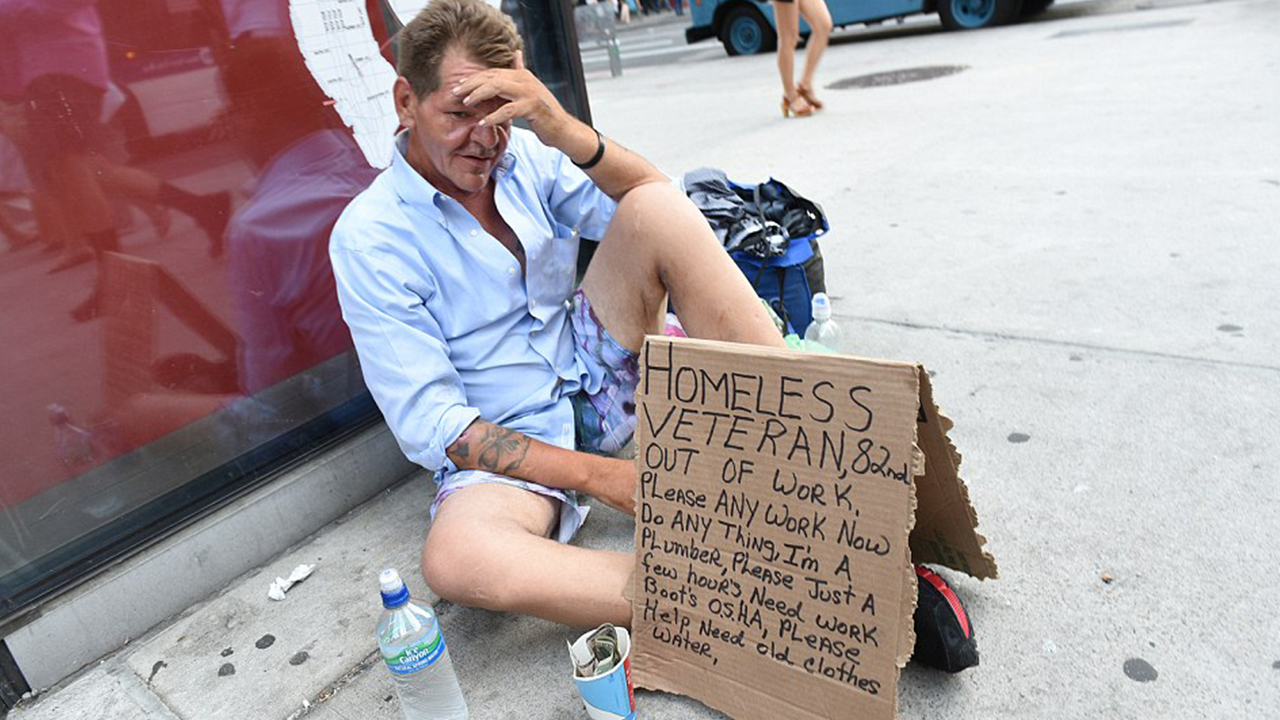 HOMELESS
VETERAN, 82nd
OUT OF WORK.
PLEASE ANY WORK NOW
Do ANY THING, I'm A
PLumber, PLease Just A
few hour's, Need work
Boot's O.S.HA, PLease
Help Need old clothes
WATER,
Ice
Canyon